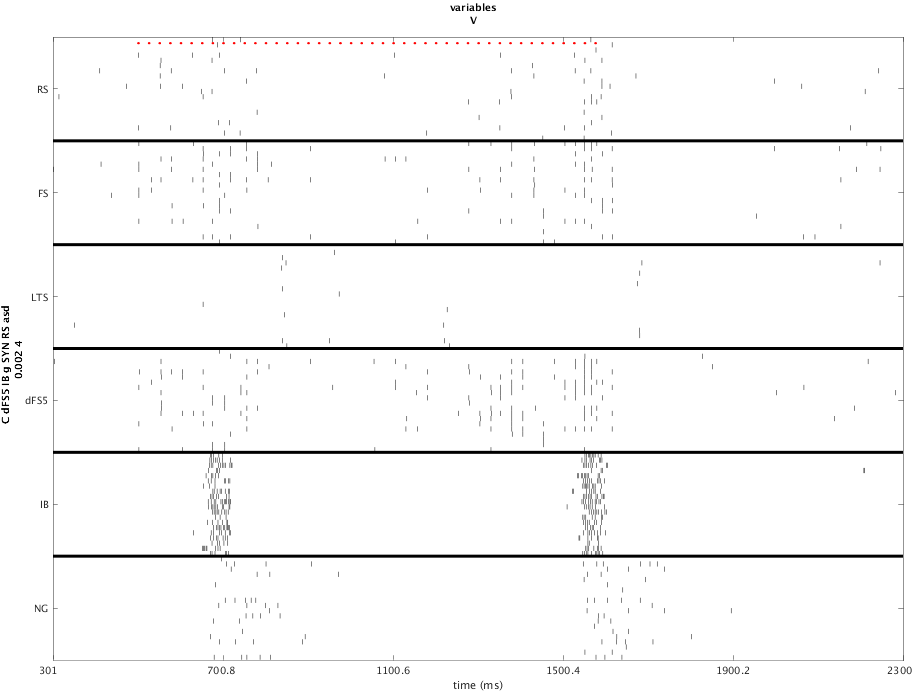 variables
V
C dFS5 IB g SYN RS asd
0.002 4
RS
FS
LTS
dFS5
IB
NG
301
700.8
1100.6
1500.4
1900.2
2300
time (ms)